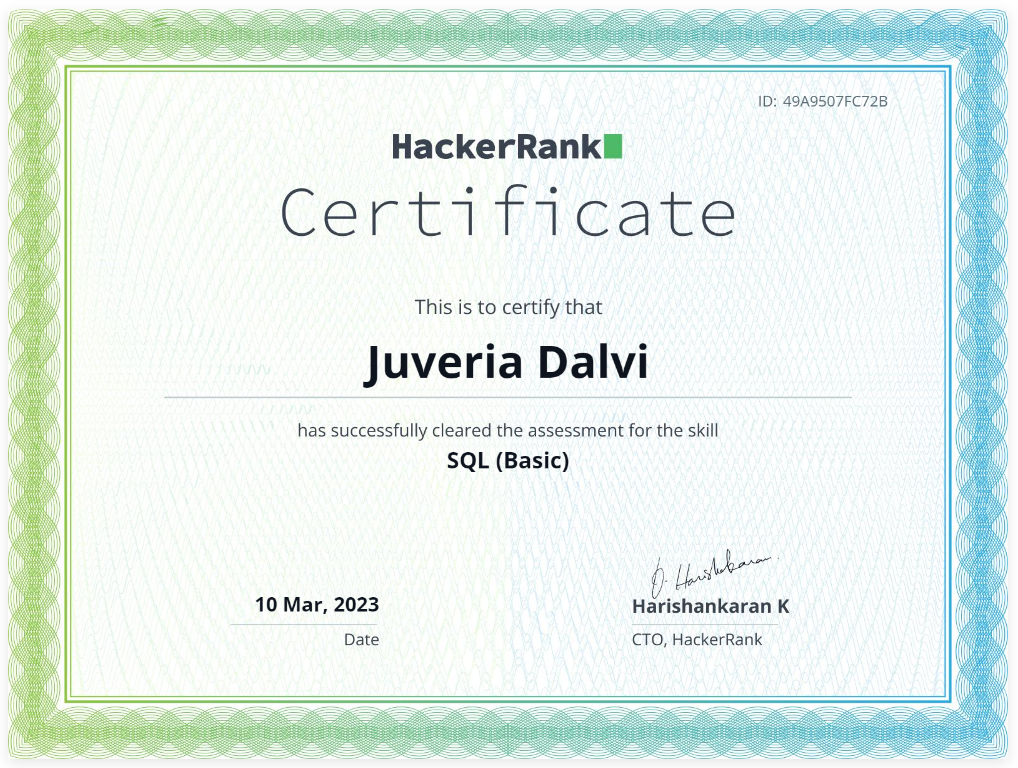 ID: 49A9507FC72B
HackerRank
Certificate
This is to certify that
Juveria Dalvi
has successfully cleared the assessment for the skill
SQL (Basic)
10 Mar, 2023
Date
Harishankaran
Harishankaran K
CTO, HackerRank